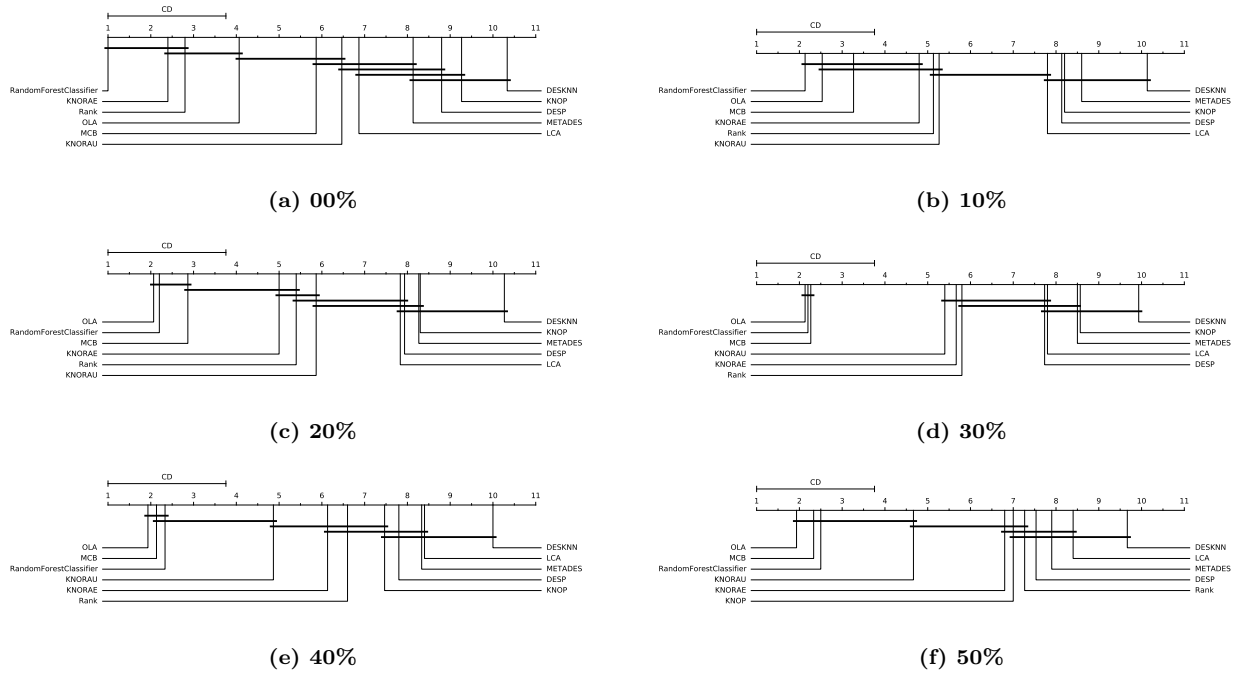 CD
1 2 3 4 5 6 7 8 9 10 11
RandomForestClassifier
KNORAE
Rank
OLA
MCB
KNORAU
DESKNN
KNOP
DESP
METADES
LCA
(a) 00%
CD
1 2 3 4 5 6 7 8 9 10 11
RandomForestClassifier
OLA
MCB
KNORAE
Rank
KNORAU
DESKNN
METADES
KNOP
DESP
LCA
(b) 10%
CD
1 2 3 4 5 6 7 8 9 10 11
OLA
RandomForestClassifier
MCB
KNORAE
Rank
KNORAU
DESKNN
KNOP
METADES
DESP
LCA
(c) 20%
CD
1 2 3 4 5 6 7 8 9 10 11
OLA
RandomForestClassifier
MCB
KNORAU
KNORAE
Rank
DESKNN
KNOP
METADES
LCA
DESP
(d) 30%
CD
1 2 3 4 5 6 7 8 9 10 11
OLA
MCB
RandomForestClassifier
KNORAU
KNORAE
Rank
DESKNN
LCA
METADES
DESP
KNOP
(e) 40%
CD
1 2 3 4 5 6 7 8 9 10 11
OLA
MCB
RandomForestClassifier
KNORAU
KNORAE
KNOP
DESKNN
LCA
METADES
DESP
Rank
(f) 50%